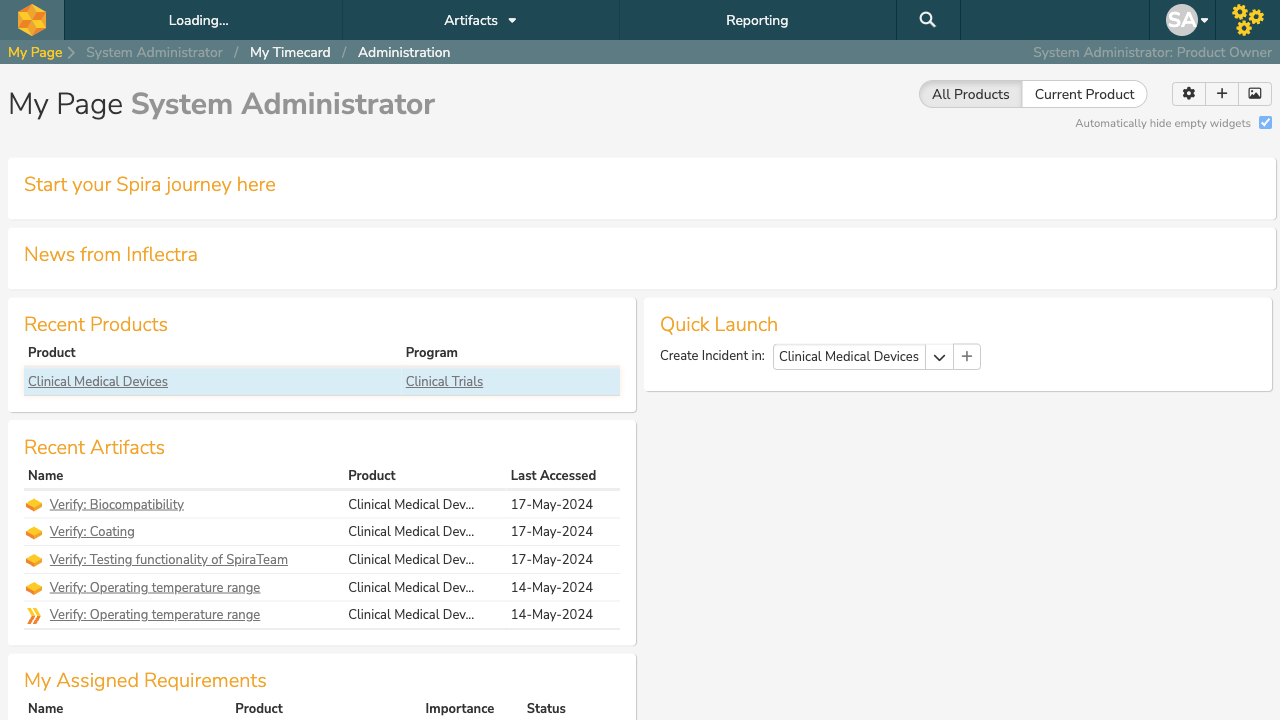 Loading...
Artifacts
Reporting
SA
My Page
System Administrator / My Timecard / Administration
System Administrator: Product Owner
My Page System Administrator
All Products
Current Product
Automatically hide empty widgets
Start your Spira journey here
News from Inflectra
Recent Products
Product Program
Clinical Medical Devices Clinical Trials
Quick Launch
Create Incident in: Clinical Medical Devices
Recent Artifacts
Name Product Last Accessed
Verify: Biocompatibility Clinical Medical Dev... 17-May-2024
Verify: Coating Clinical Medical Dev... 17-May-2024
Verify: Testing functionality of SpiraTeam Clinical Medical Dev... 17-May-2024
Verify: Operating temperature range Clinical Medical Dev... 14-May-2024
Verify: Operating temperature range Clinical Medical Dev... 14-May-2024
My Assigned Requirements
Name Product Importance Status